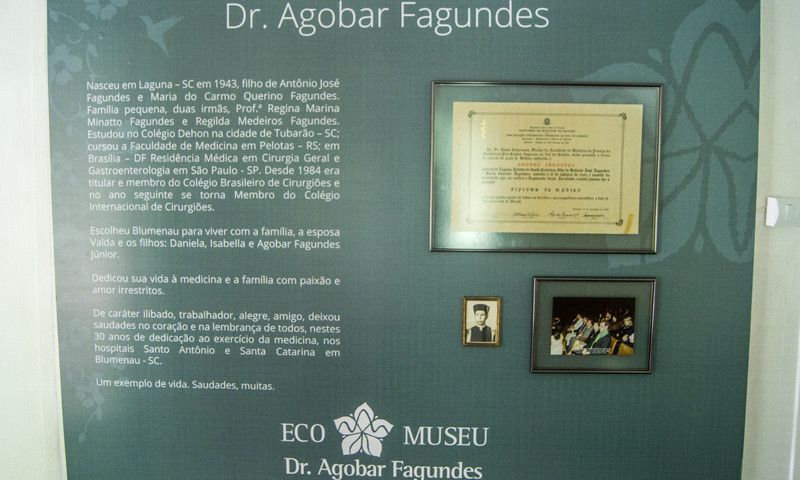 Dr. Agobar Fagundes
Nasceu em Laguna – SC em 1943, filho de Antônio José
Fagundes e Maria do Carmo Querino Fagundes.
Família pequena, duas irmãs, Prof.ª Regina Marina
Minatto Fagundes e Regilda Medeiros Fagundes.
Estudou no Colégio Dehon na cidade de Tubarão – SC;
cursou a Faculdade de Medicina em Pelotas – RS; em
Brasília – DF Residência Médica em Cirurgia Geral e
Gastroenterologia em São Paulo - SP. Desde 1984 era
titular e membro do Colégio Brasileiro de Cirurgiões e
no ano seguinte se torna Membro do Colégio
Internacional de Cirurgiões.
Escolheu Blumenau para viver com a família, a esposa
Valda e os filhos: Daniela, Isabella e Agobar Fagundes
Júnior.
Dedicou sua vida à medicina e a família com paixão e
amor irrestritos.
De caráter ilibado, trabalhador, alegre, amigo, deixou
saudades no coração e na lembrança de todos, nestes
30 anos de dedicação ao exercício da medicina, nos
hospitais Santo Antônio e Santa Catarina em
Blumenau - SC.
Um exemplo de vida. Saudades, muitas.
DIPLOMA DE MÉDICO
ECO MUSEU
Dr. Agobar Fagundes